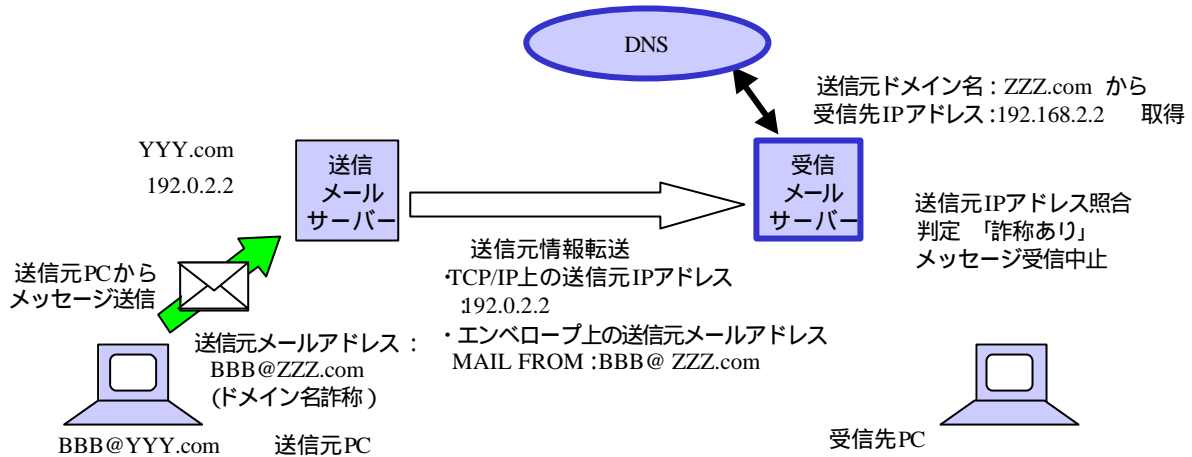 DNS
送信元ドメイン名 : ZZZ.com から
受信先IPアドレス :192.168.2.2 取得
YYY.com
192.0.2.2
送信
メール
サーバー
受信
メール
サーバー
送信元IPアドレス照合
判定 「詐称あり」
メッセージ受信中止
送信元情報転送
・TCP/IP上の送信元IPアドレス
:192.0.2.2
・エンベロープ上の送信元メールアドレス
MAIL FROM :BBB@ ZZZ.com
送信元PCから
メッセージ送信
送信元メールアドレス :
BBB@ZZZ.com
(ドメイン名詐称 )
BBB@YYY.com
送信元PC
受信先PC